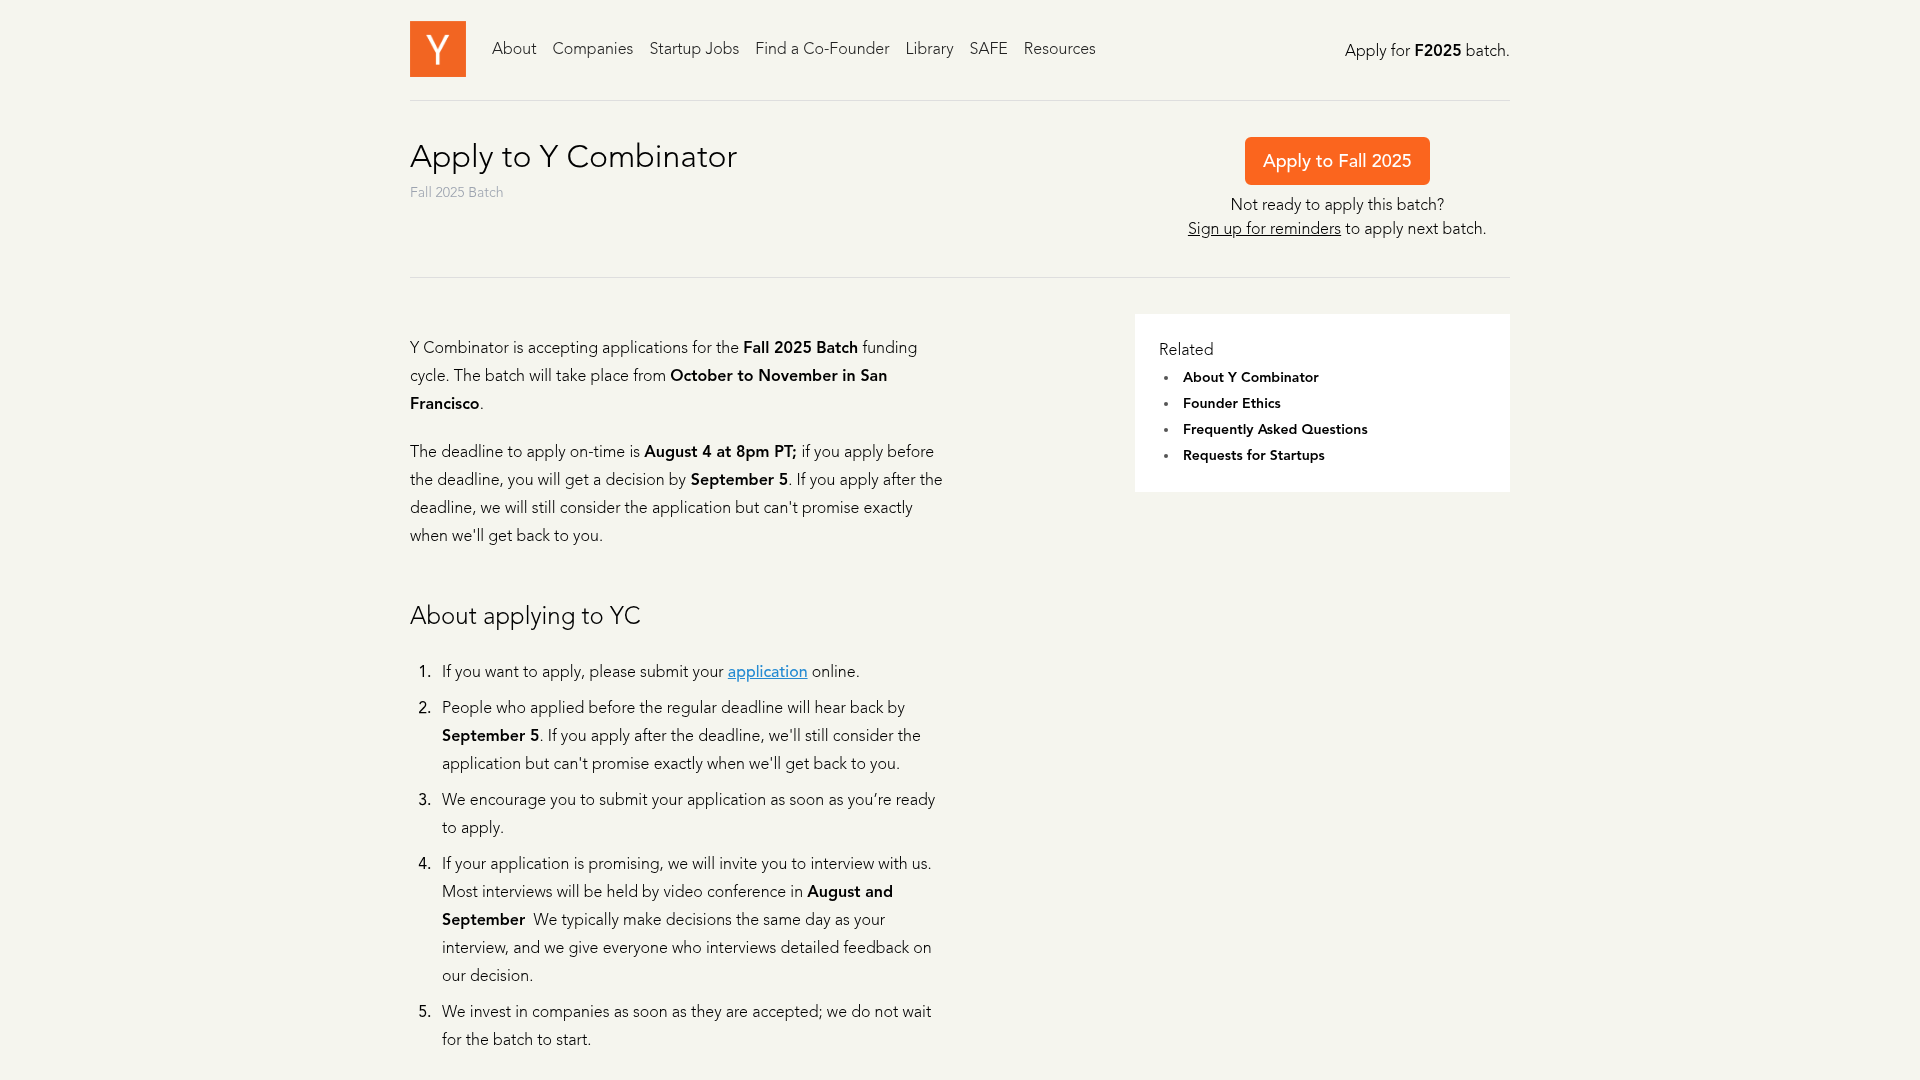 Y
About Companies Startup Jobs Find a Co-Founder Library SAFE Resources
Apply for F2025 batch.
Apply to Y Combinator
Fall 2025 Batch
Apply to Fall 2025
Not ready to apply this batch?
Sign up for reminders to apply next batch.
Y Combinator is accepting applications for the Fall 2025 Batch funding
cycle. The batch will take place from October to November in San
Francisco.
The deadline to apply on-time is August 4 at 8pm PT; if you apply before
the deadline, you will get a decision by September 5. If you apply after the
deadline, we will still consider the application but can't promise exactly
when we'll get back to you.
About applying to YC
1. If you want to apply, please submit your application online.
2. People who applied before the regular deadline will hear back by
September 5. If you apply after the deadline, we'll still consider the
application but can't promise exactly when we'll get back to you.
3. We encourage you to submit your application as soon as you’re ready
to apply.
4. If your application is promising, we will invite you to interview with us.
Most interviews will be held by video conference in August and
September  We typically make decisions the same day as your
interview, and we give everyone who interviews detailed feedback on
our decision.
5. We invest in companies as soon as they are accepted; we do not wait
for the batch to start.
Related
• About Y Combinator
• Founder Ethics
• Frequently Asked Questions
• Requests for Startups